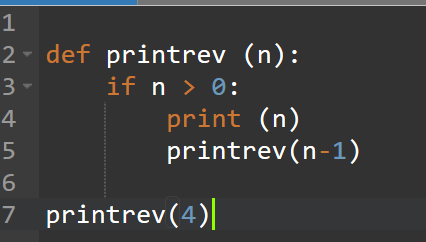 1
2 def printrev (n):
3     if n > 0:
4         print (n)
5         printrev(n-1)
6
7 printrev(4)